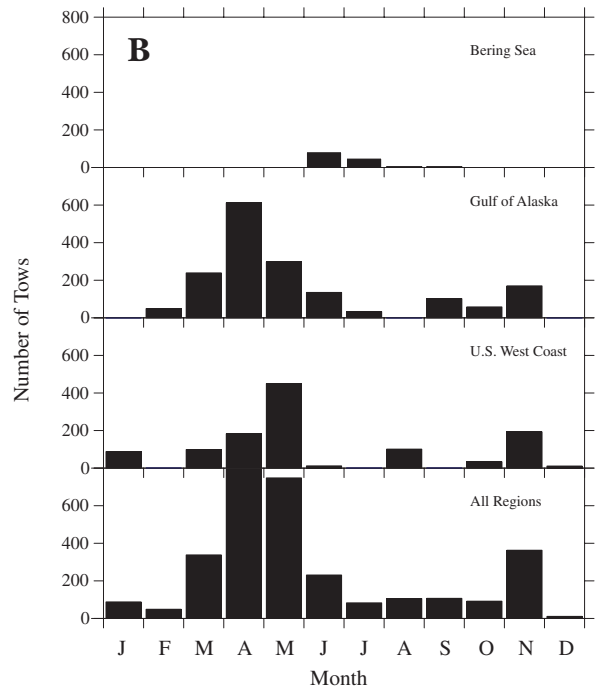 800
B
Bering Sea
600
400
200
0
Gulf of Alaska
600
400
200
0
U.S. West Coast
600
400
200
0
All Regions
600
400
200
0
Number of Tows
J F M A M J J A S O N D
Month